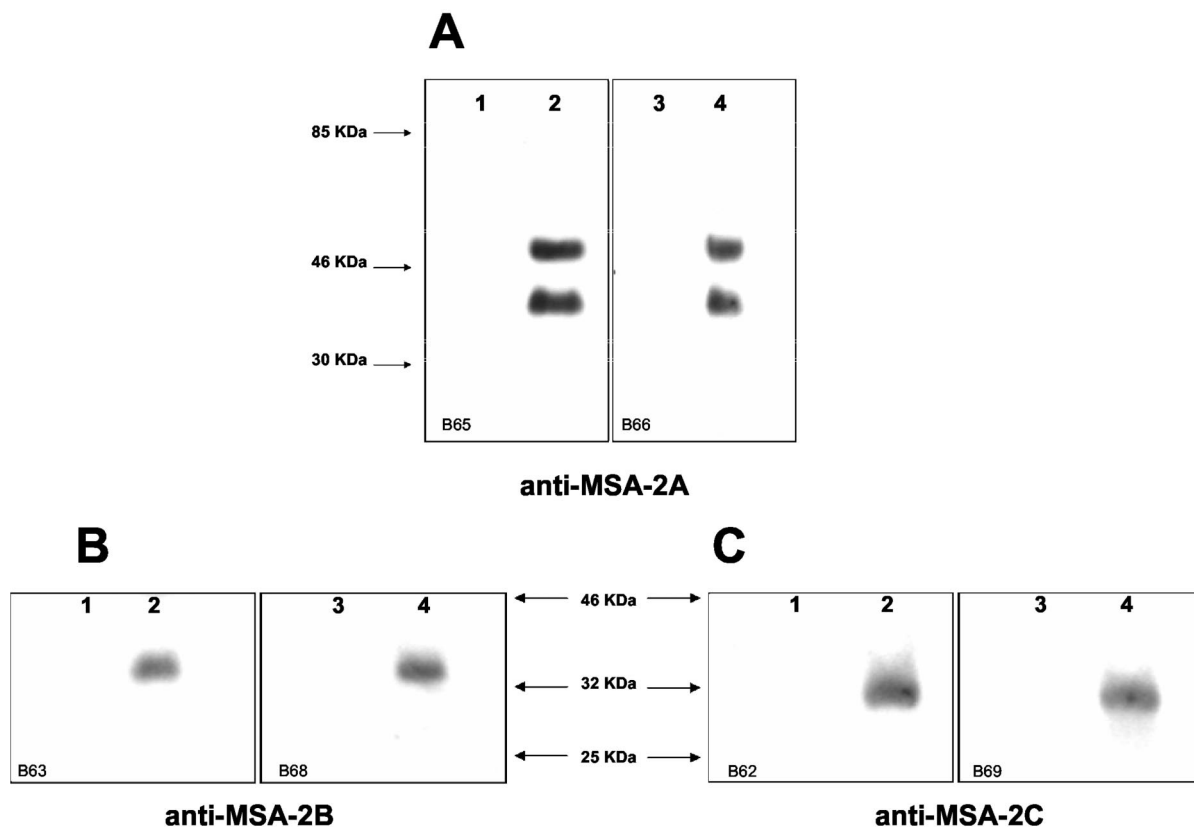 A
1 2 3 4
85 KDa
46 KDa
30 KDa
B65 B66
anti-MSA-2A
B C
1 2 3 4 46 KDa 1 2 3 4
32 KDa
25 KDa
B63 B68 B62 B69
anti-MSA-2B anti-MSA-2C